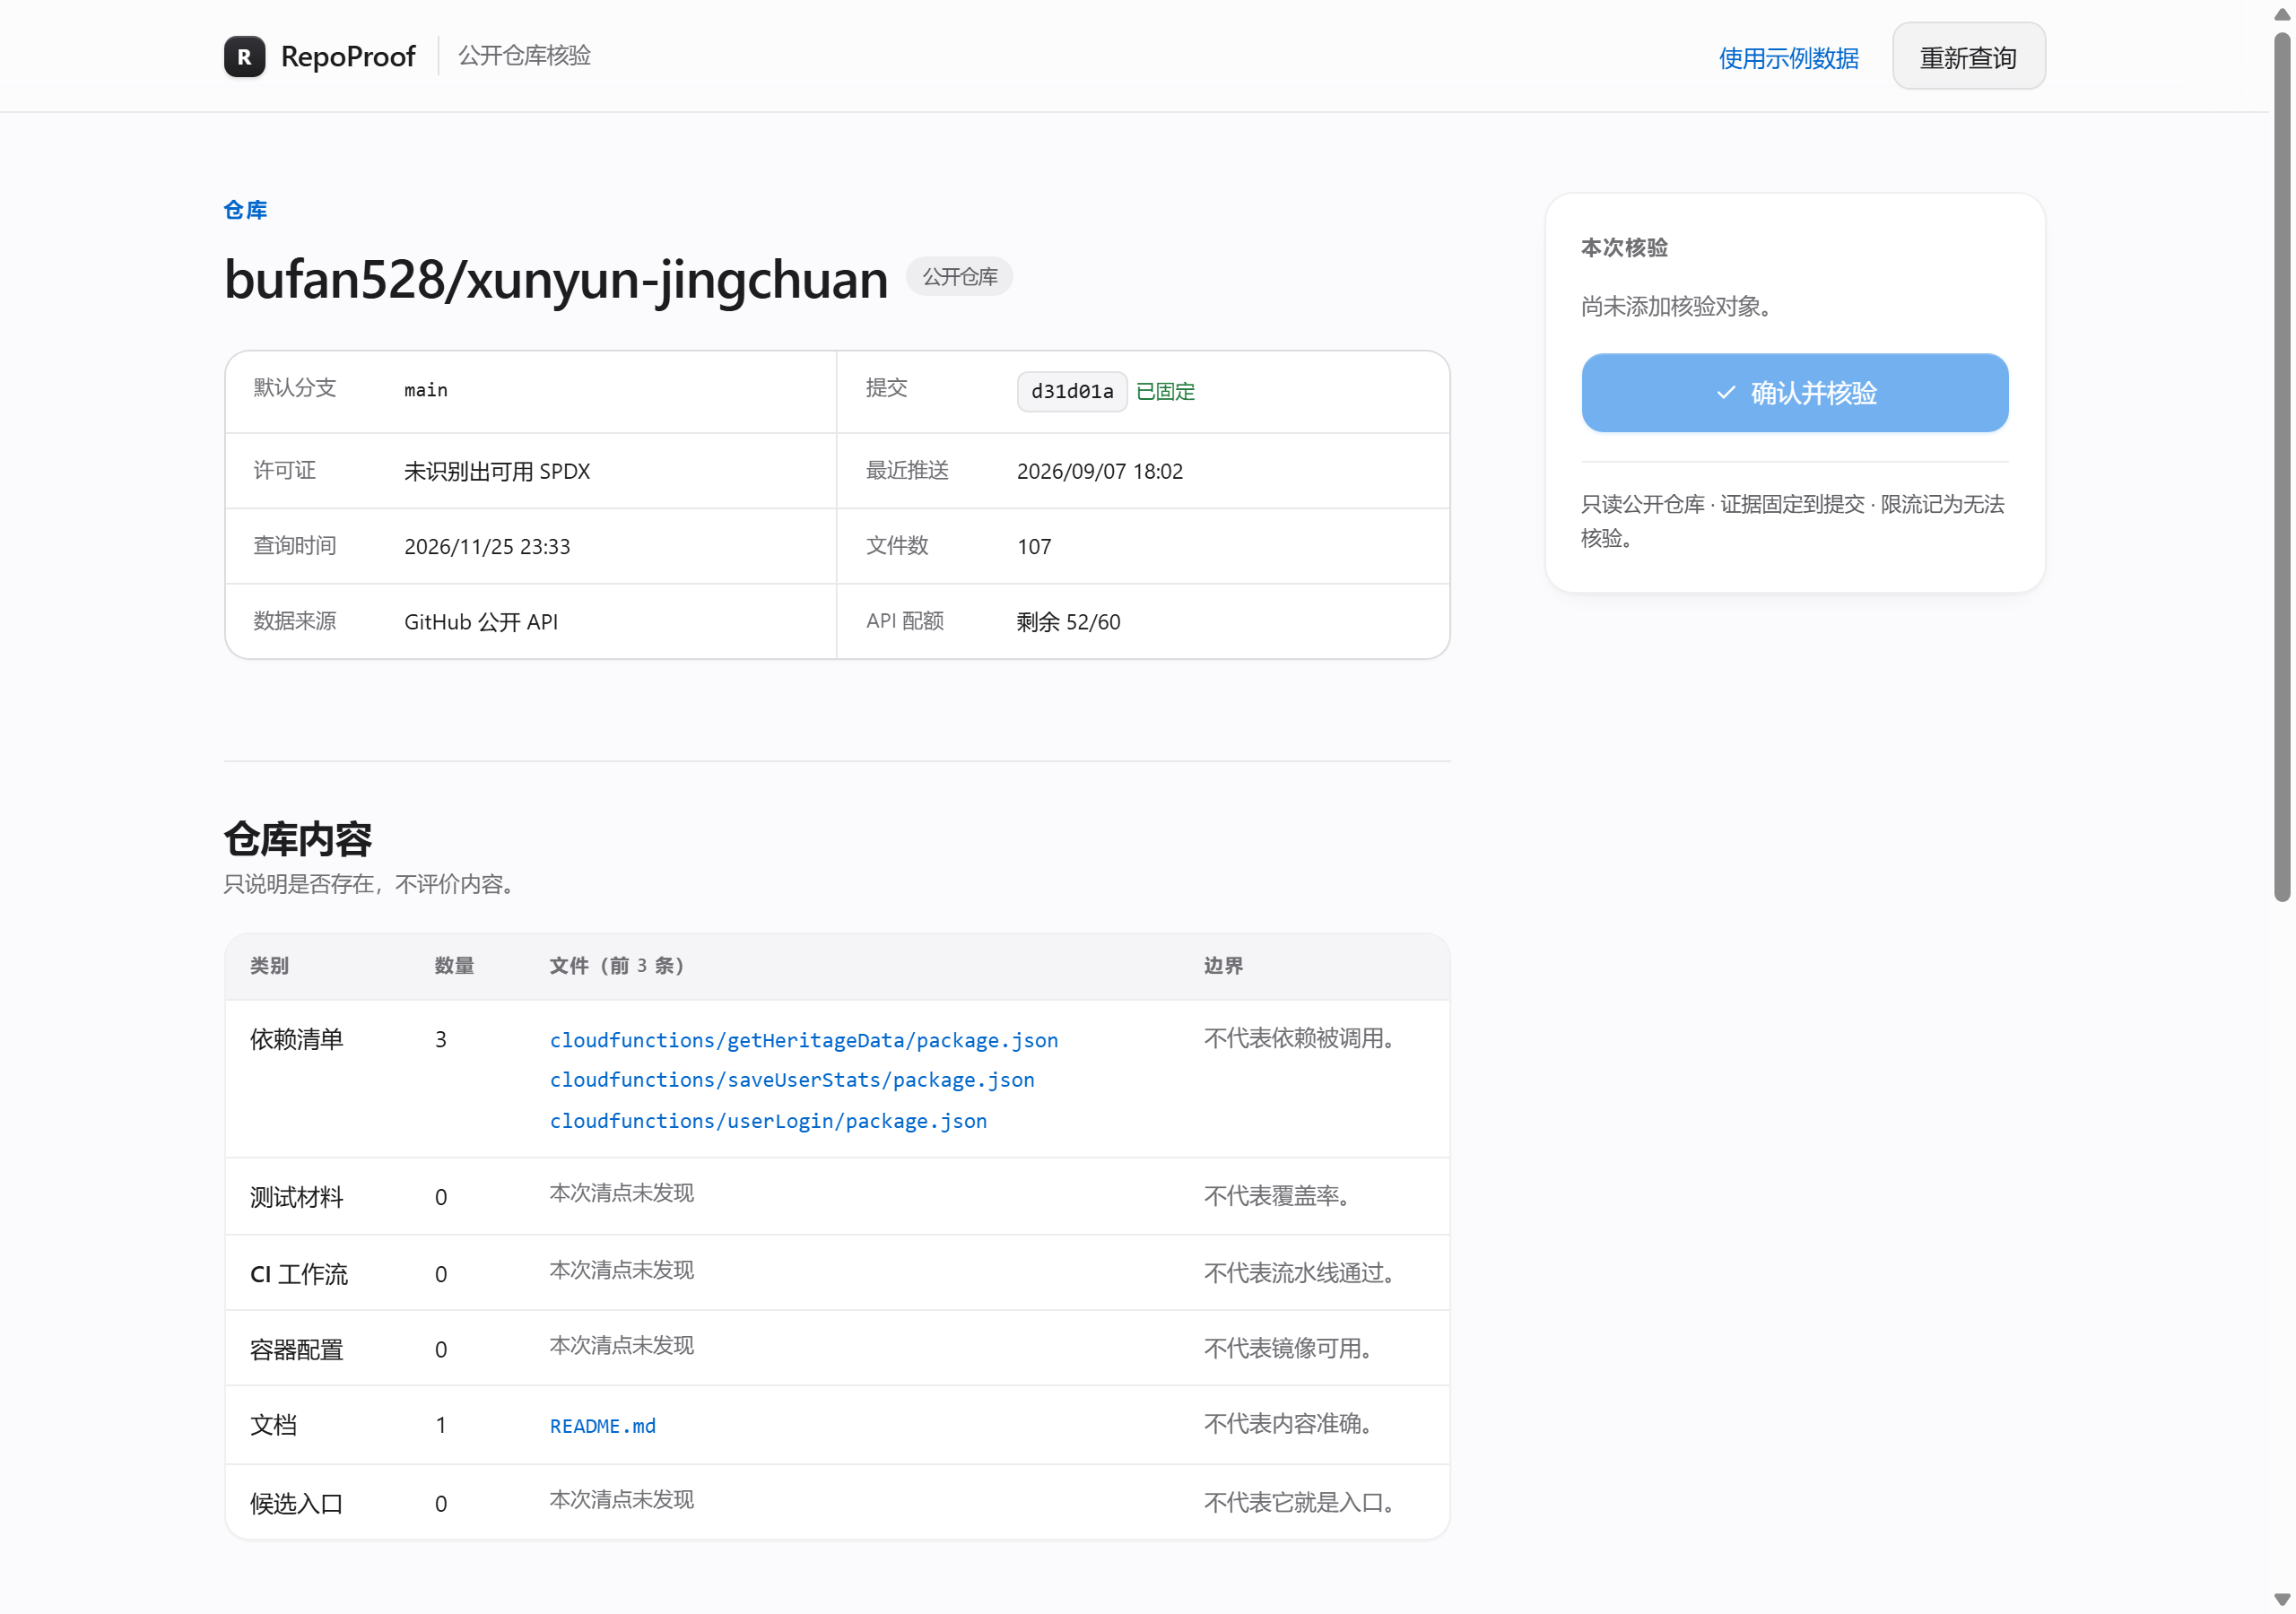 R RepoProof 公开仓库核验
使用示例数据 重新查询
仓库
bufan528/xunyun-jingchuan 公开仓库
默认分支 main 提交 d31d01a 已固定
许可证 未识别出可用 SPDX 最近推送 2026/09/07 18:02
查询时间 2026/11/25 23:33 文件数 107
数据来源 GitHub 公开 API API 配额 剩余 52/60
本次核验
尚未添加核验对象。
✓ 确认并核验
只读公开仓库 · 证据固定到提交 · 限流记为无法
核验。
仓库内容
只说明是否存在，不评价内容。
类别 数量 文件（前 3 条） 边界
依赖清单 3 cloudfunctions/getHeritageData/package.json 不代表依赖被调用。
cloudfunctions/saveUserStats/package.json
cloudfunctions/userLogin/package.json
测试材料 0 本次清点未发现 不代表覆盖率。
CI 工作流 0 本次清点未发现 不代表流水线通过。
容器配置 0 本次清点未发现 不代表镜像可用。
文档 1 README.md 不代表内容准确。
候选入口 0 本次清点未发现 不代表它就是入口。